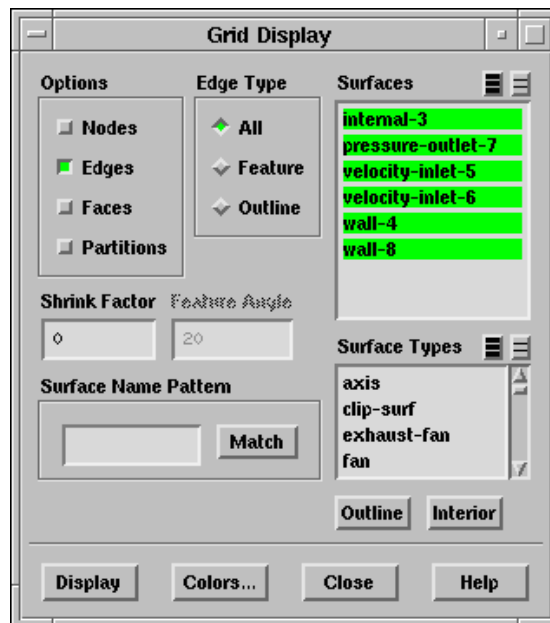 Grid Display
Options
Nodes
Edges
Faces
Partitions
Edge Type
All
Feature
Outline
Surfaces
internal-3
pressure-outlet-7
velocity-inlet-5
velocity-inlet-6
wall-4
wall-8
Shrink Factor
0
Feature Angle
20
Surface Name Pattern
Match
Surface Types
axis
clip-surf
exhaust-fan
fan
Outline
Interior
Display
Colors...
Close
Help